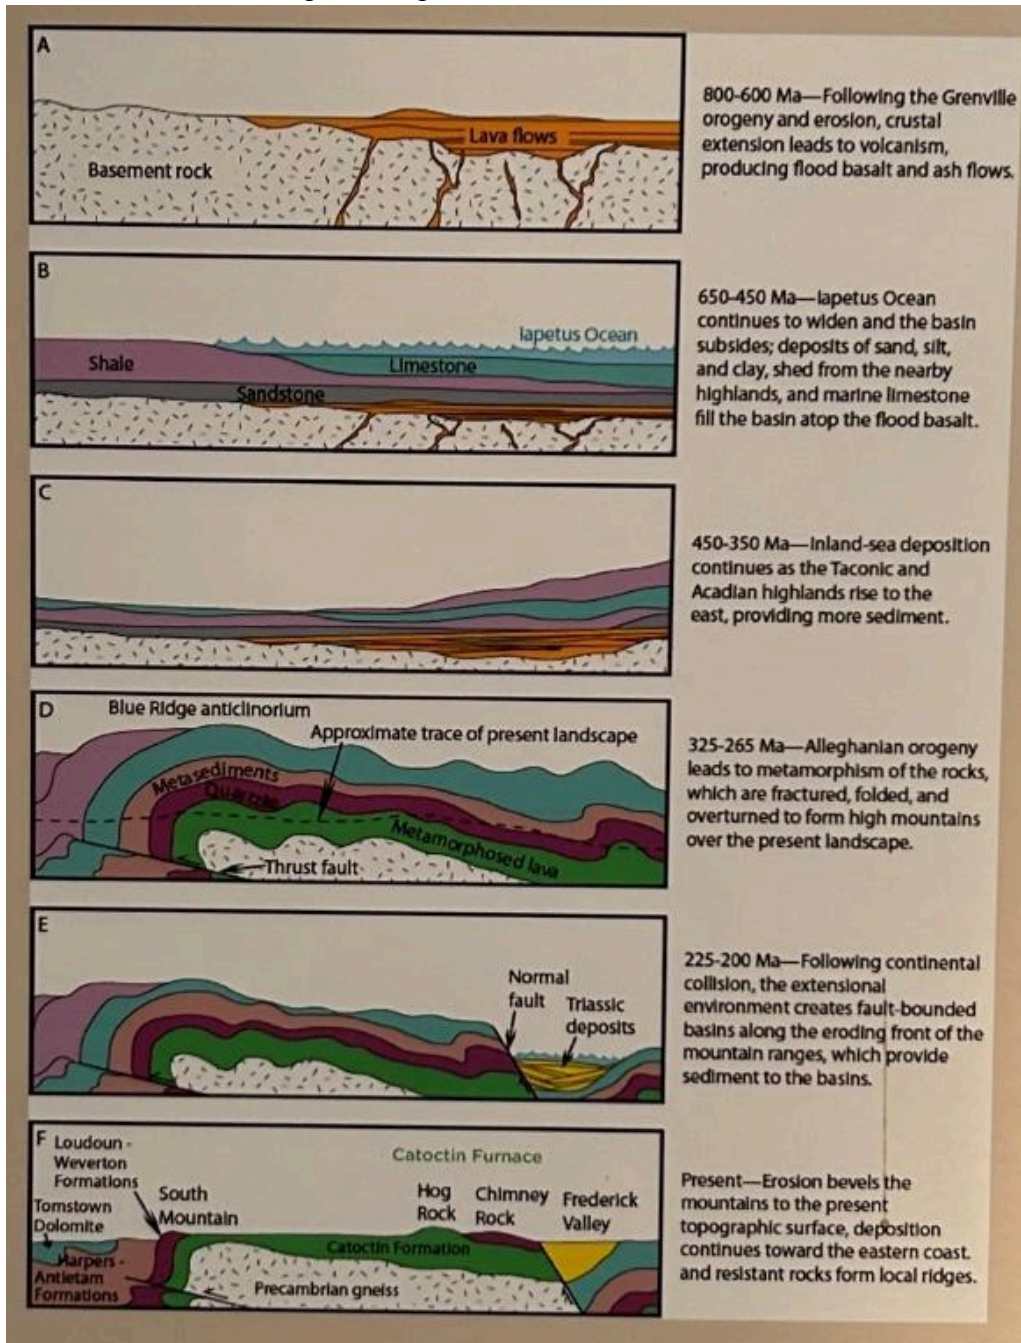 A
Lava flows
Basement rock
800-600 Ma—Following the Grenville
orogeny and erosion, crustal
extension leads to volcanism,
producing flood basalt and ash flows.
B
Iapetus Ocean
Shale
Limestone
Sandstone
650-450 Ma—Iapetus Ocean
continues to widen and the basin
subsides; deposits of sand, silt,
and clay, shed from the nearby
highlands, and marine limestone
fill the basin atop the flood basalt.
C
450-350 Ma—Inland-sea deposition
continues as the Taconic and
Acadian highlands rise to the
east, providing more sediment.
D
Blue Ridge anticlinorium
Approximate trace of present landscape
Metasediments
Quartzite
Metamorphosed lava
Thrust fault
325-265 Ma—Alleghanian orogeny
leads to metamorphism of the rocks,
which are fractured, folded, and
overturned to form high mountains
over the present landscape.
E
Normal
fault
Triassic
deposits
225-200 Ma—Following continental
collision, the extensional
environment creates fault-bounded
basins along the eroding front of the
mountain ranges, which provide
sediment to the basins.
F
Loudoun -
Weverton
Formations
Catoctin Furnace
Tomstown
Dolomite
South
Mountain
Hog
Rock
Chimney
Rock
Frederick
Valley
Harpers -
Antietam
Formations
Catoctin Formation
Precambrian gneiss
Present—Erosion bevels the
mountains to the present
topographic surface, deposition
continues toward the eastern coast.
and resistant rocks form local ridges.